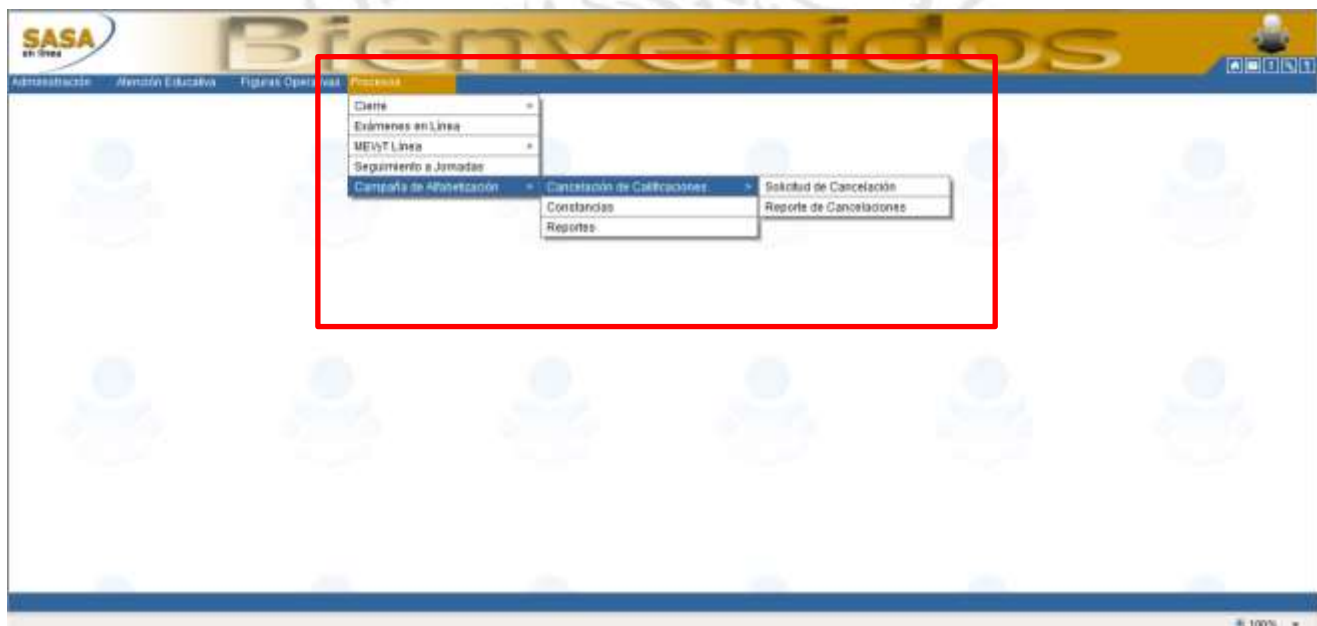 SASA
en línea
Bienvenidos
Administración Atención Educativa Figuras Operativas Procesos
Cierre
Exámenes en Línea
MEVyT Línea
Seguimiento a Jornadas
Campaña de Alfabetización Cancelación de Calificaciones Solicitud de Cancelación
Constancias Reporte de Cancelaciones
Reportes
100%